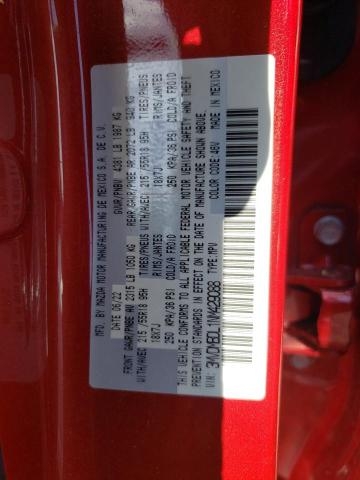 MFD BY MAZDA MOTOR MANUFACTURING DE MEXICO S.A. DE C.V.
DATE: 06/22 GVWR/PNBV 4381 LB 1987 KG
FRONT GAWR/PNBE AV 2315 LB 1050 KG REAR GAWR/PNBE AR 2072 LB 940 KG
WITH/AVEC 215/55R18 95H TIRES/PNEUS WITH/AVEC 215/55R18 95H TIRES/PNEUS
18X7J RIMS/JANTES 18X7J RIMS/JANTES
250 KPA/36 PSI COLD/A FROID 250 KPA/36 PSI COLD/A FROID
THIS VEHICLE CONFORMS TO ALL APPLICABLE FEDERAL MOTOR VEHICLE SAFETY AND THEFT
PREVENTION STANDARDS IN EFFECT ON THE DATE OF MANUFACTURE SHOWN ABOVE.
TYPE: MPV COLOR CODE: 46V MADE IN MEXICO